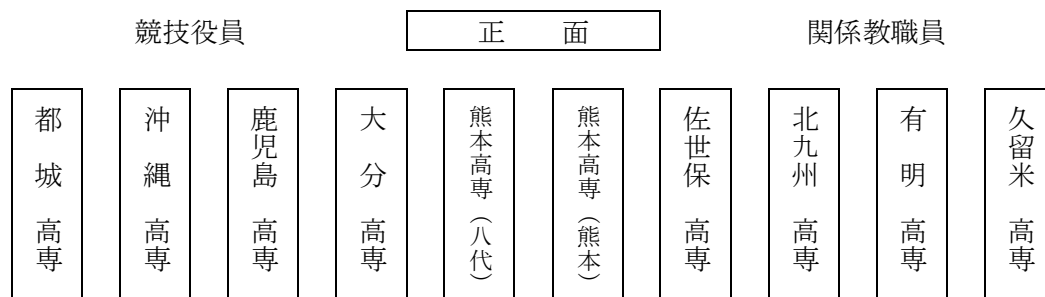 競技役員
正　面
関係教職員
都城 高専
沖縄 高専
鹿児島 高専
大分 高専
熊本高専（八代）
熊本高専（熊本）
佐世保 高専
北九州 高専
有明 高専
久留米 高専